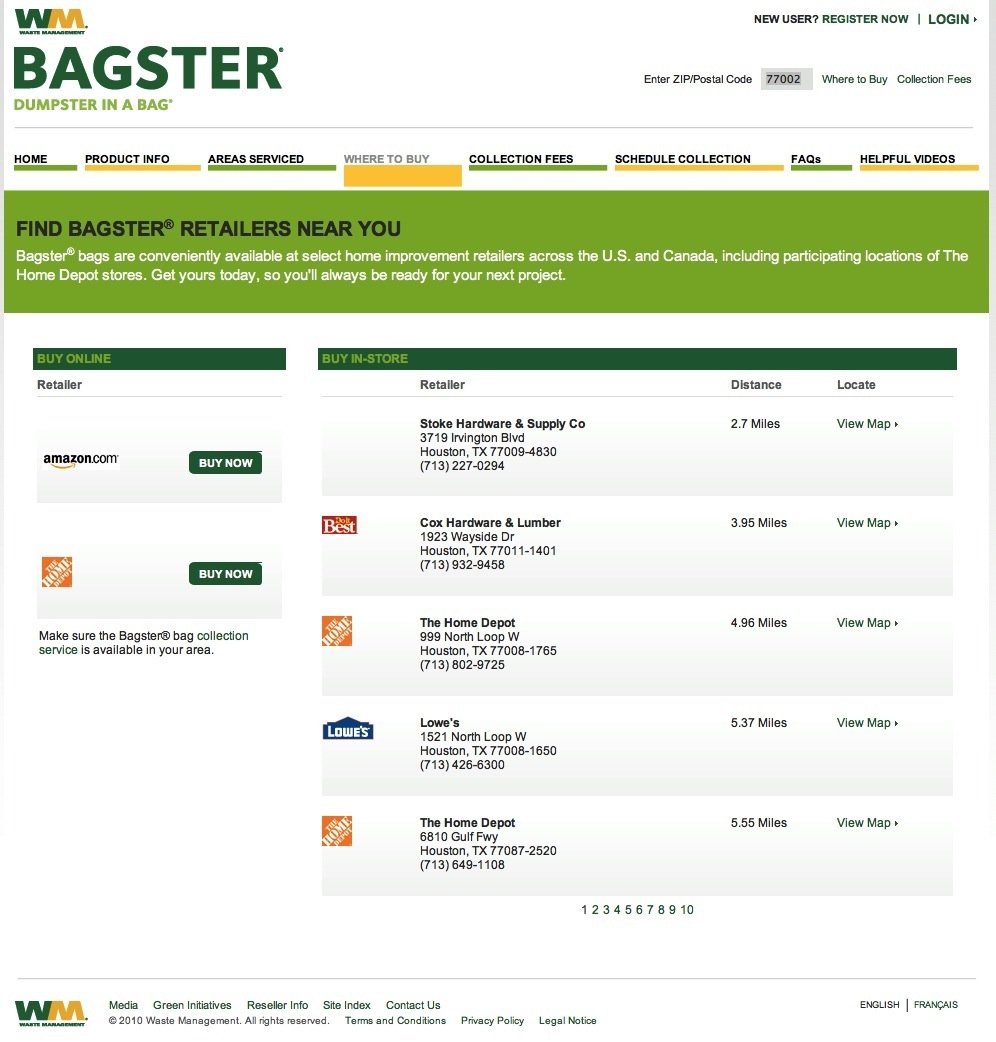 WM
WASTE MANAGEMENT
NEW USER? REGISTER NOW | LOGIN
BAGSTER®
DUMPSTER IN A BAG®
Enter ZIP/Postal Code 77002 Where to Buy Collection Fees
HOME PRODUCT INFO AREAS SERVICED WHERE TO BUY COLLECTION FEES SCHEDULE COLLECTION FAQs HELPFUL VIDEOS
FIND BAGSTER® RETAILERS NEAR YOU
Bagster® bags are conveniently available at select home improvement retailers across the U.S. and Canada, including participating locations of The
Home Depot stores. Get yours today, so you'll always be ready for your next project.
BUY ONLINE
Retailer
amazon.com
BUY NOW
THE HOME DEPOT
BUY NOW
Make sure the Bagster® bag collection
service is available in your area.
BUY IN-STORE
Retailer Distance Locate
Stoke Hardware & Supply Co 2.7 Miles View Map
3719 Irvington Blvd
Houston, TX 77009-4830
(713) 227-0294
Do it Best
Cox Hardware & Lumber 3.95 Miles View Map
1923 Wayside Dr
Houston, TX 77011-1401
(713) 932-9458
THE HOME DEPOT
The Home Depot 4.96 Miles View Map
999 North Loop W
Houston, TX 77008-1765
(713) 802-9725
LOWE'S
Lowe's 5.37 Miles View Map
1521 North Loop W
Houston, TX 77008-1650
(713) 426-6300
THE HOME DEPOT
The Home Depot 5.55 Miles View Map
6810 Gulf Fwy
Houston, TX 77087-2520
(713) 649-1108
1 2 3 4 5 6 7 8 9 10
WM
WASTE MANAGEMENT
Media Green Initiatives Reseller Info Site Index Contact Us
ENGLISH | FRANÇAIS
© 2010 Waste Management. All rights reserved. Terms and Conditions Privacy Policy Legal Notice